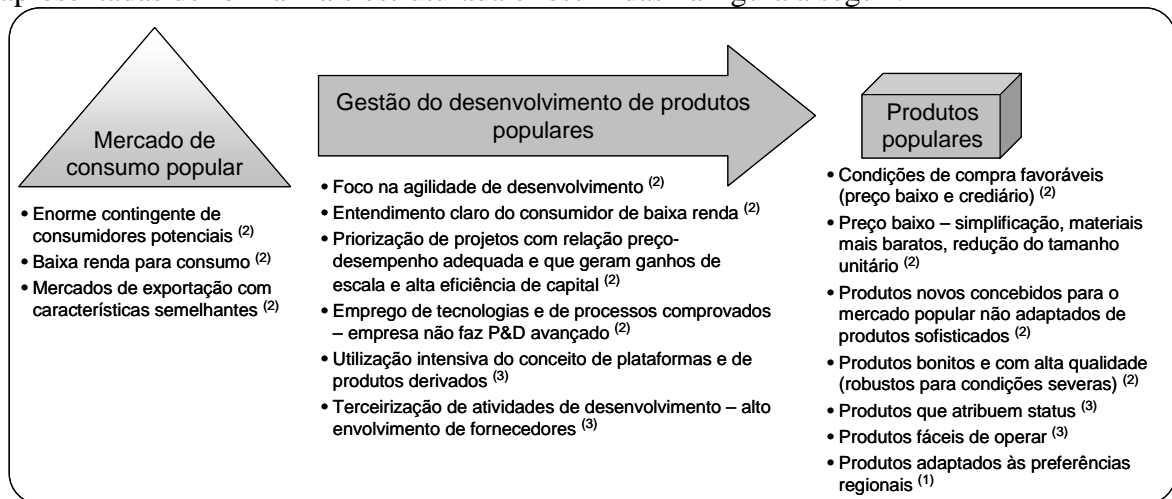 Mercado de
consumo popular
• Enorme contingente de
consumidores potenciais (2)
• Baixa renda para consumo (2)
• Mercados de exportação com
características semelhantes (2)
Gestão do desenvolvimento de produtos
populares
• Foco na agilidade de desenvolvimento (2)
• Entendimento claro do consumidor de baixa renda (2)
• Priorização de projetos com relação preço-
desempenho adequada e que geram ganhos de
escala e alta eficiência de capital (2)
• Emprego de tecnologias e de processos comprovados
– empresa não faz P&D avançado (2)
• Utilização intensiva do conceito de plataformas e de
produtos derivados (3)
• Terceirização de atividades de desenvolvimento – alto
envolvimento de fornecedores (3)
Produtos
populares
• Condições de compra favoráveis
(preço baixo e crediário) (2)
• Preço baixo – simplificação, materiais
mais baratos, redução do tamanho
unitário (2)
• Produtos novos concebidos para o
mercado popular não adaptados de
produtos sofisticados (2)
• Produtos bonitos e com alta qualidade
(robustos para condições severas) (2)
• Produtos que atribuem status (3)
• Produtos fáceis de operar (3)
• Produtos adaptados às preferências
regionais (1)